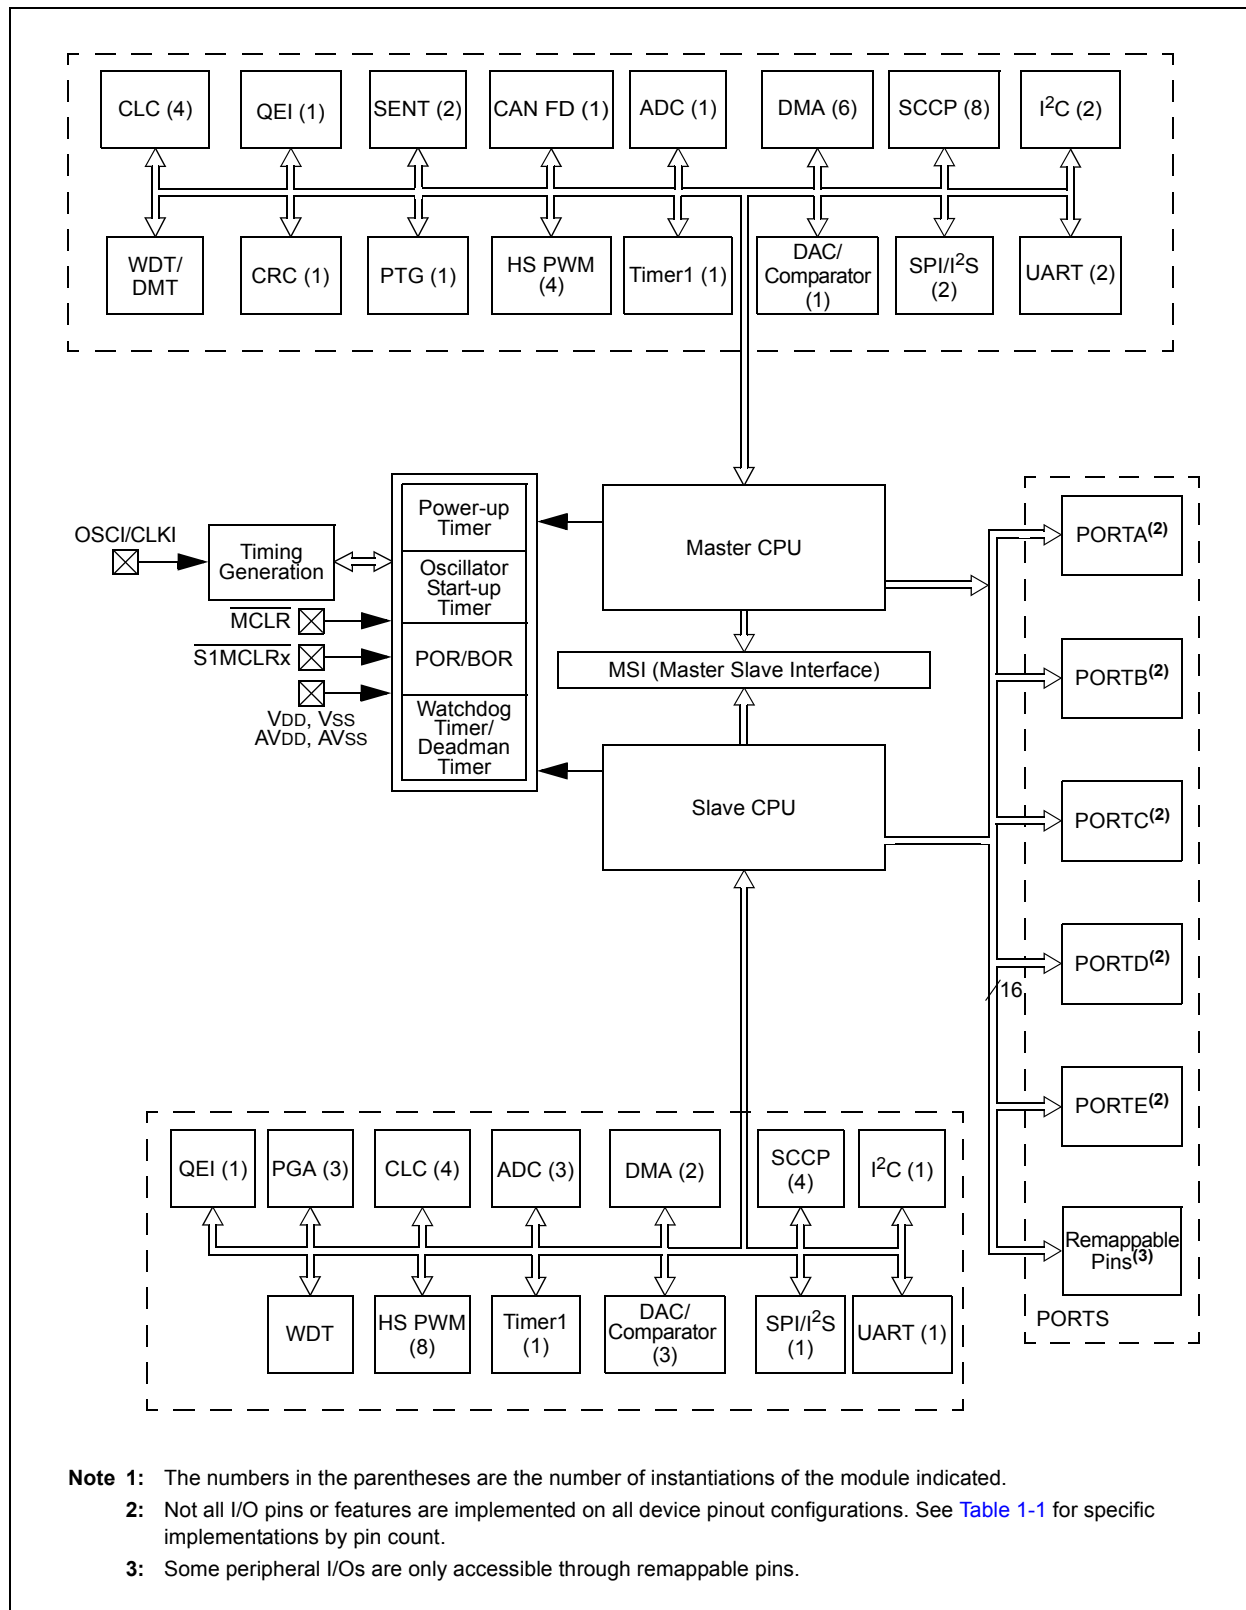 CLC (4)
QEI (1)
SENT (2)
CAN FD (1)
ADC (1)
DMA (6)
SCCP (8)
I²C (2)
WDT/
DMT
CRC (1)
PTG (1)
HS PWM
(4)
Timer1 (1)
DAC/
Comparator
(1)
SPI/I²S
(2)
UART (2)
OSCI/CLKI
Timing
Generation
MCLR
S1MCLRx
VDD, VSS
AVDD, AVSS
Power-up
Timer
Oscillator
Start-up
Timer
POR/BOR
Watchdog
Timer/
Deadman
Timer
Master CPU
MSI (Master Slave Interface)
Slave CPU
PORTA(2)
PORTB(2)
PORTC(2)
PORTD(2)
16
PORTE(2)
Remappable
Pins(3)
PORTS
QEI (1)
PGA (3)
CLC (4)
ADC (3)
DMA (2)
SCCP
(4)
I²C (1)
WDT
HS PWM
(8)
Timer1
(1)
DAC/
Comparator
(3)
SPI/I²S
(1)
UART (1)
Note 1: The numbers in the parentheses are the number of instantiations of the module indicated.
2: Not all I/O pins or features are implemented on all device pinout configurations. See Table 1-1 for specific
implementations by pin count.
3: Some peripheral I/Os are only accessible through remappable pins.